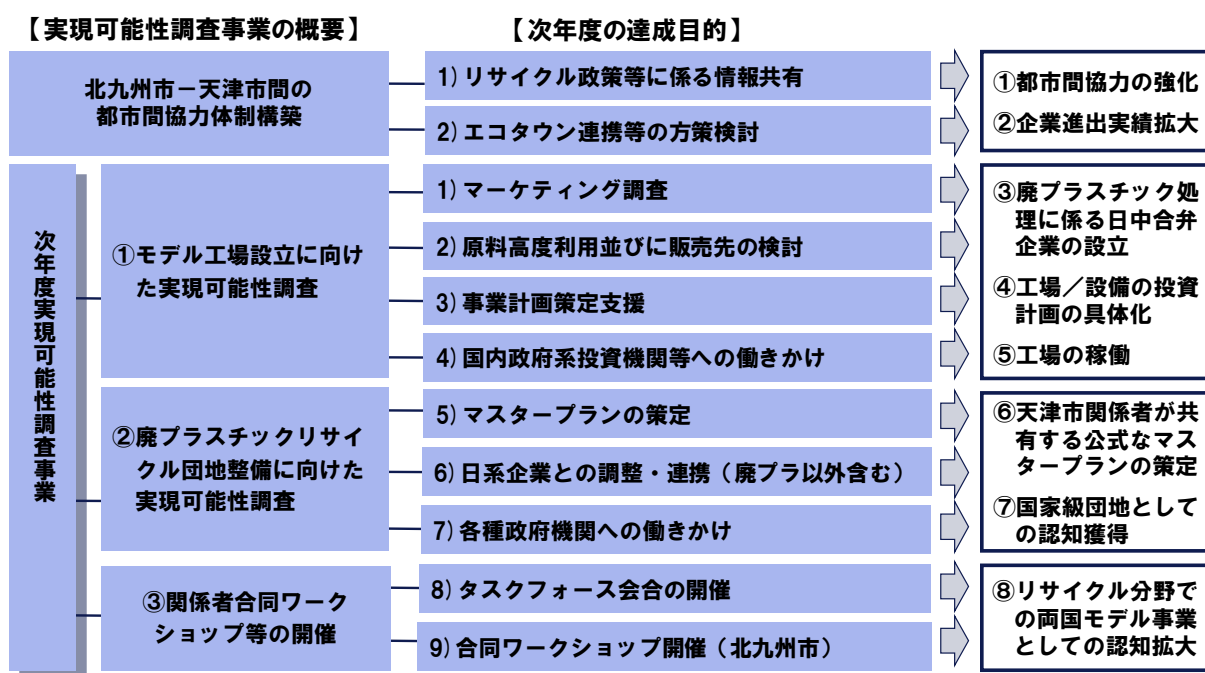 【実現可能性調査事業の概要】
【次年度の達成目的】
北九州市－天津市間の
都市間協力体制構築
1) リサイクル政策等に係る情報共有
2) エコタウン連携等の方策検討
①都市間協力の強化
②企業進出実績拡大
次年度実現可能性調査事業
①モデル工場設立に向け
た実現可能性調査
1) マーケティング調査
2) 原料高度利用並びに販売先の検討
3) 事業計画策定支援
4) 国内政府系投資機関等への働きかけ
③廃プラスチック処
理に係る日中合弁
企業の設立
④工場／設備の投資
計画の具体化
⑤工場の稼働
②廃プラスチックリサイ
クル団地整備に向けた
実現可能性調査
5) マスタープランの策定
6) 日系企業との調整・連携（廃プラ以外含む）
7) 各種政府機関への働きかけ
⑥天津市関係者が共
有する公式なマス
タープランの策定
⑦国家級団地として
の認知獲得
③関係者合同ワーク
ショップ等の開催
8) タスクフォース会合の開催
9) 合同ワークショップ開催（北九州市）
⑧リサイクル分野で
の両国モデル事業
としての認知拡大